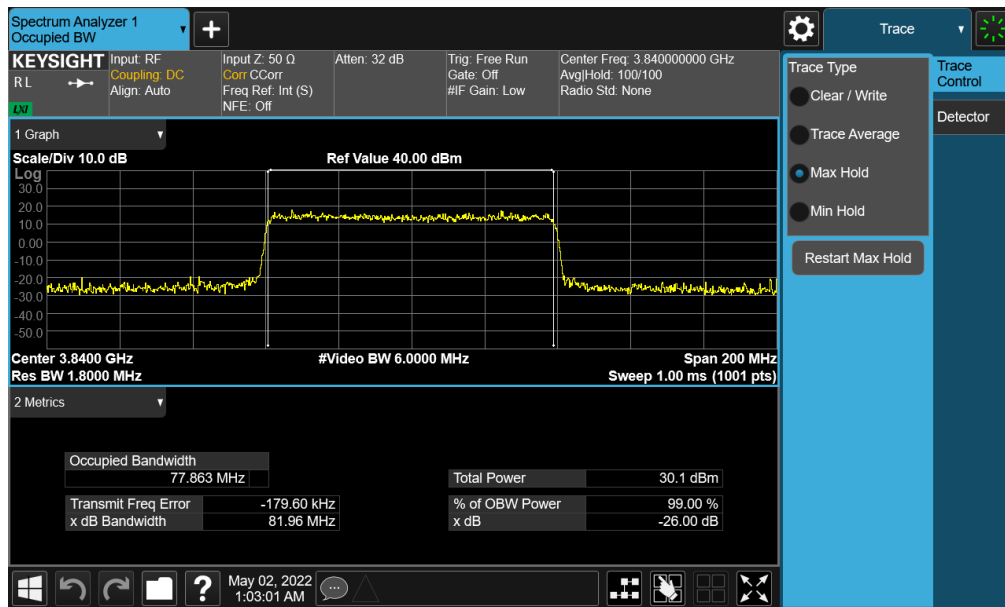 Spectrum Analyzer 1
Occupied BW
+
Trace
KEYSIGHT
R L
LXI
Input: RF
Coupling: DC
Align: Auto
Input Z: 50 Ω
Corr CCorr
Freq Ref: Int (S)
NFE: Off
Atten: 32 dB
Trig: Free Run
Gate: Off
#IF Gain: Low
Center Freq: 3.840000000 GHz
Avg|Hold: 100/100
Radio Std: None
Trace Type
Clear / Write
Trace Average
Max Hold
Min Hold
Restart Max Hold
Trace
Control
Detector
1 Graph
Scale/Div 10.0 dB
Ref Value 40.00 dBm
Log
30.0
20.0
10.0
0.00
-10.0
-20.0
-30.0
-40.0
-50.0
Center 3.8400 GHz
#Video BW 6.0000 MHz
Span 200 MHz
Res BW 1.8000 MHz
Sweep 1.00 ms (1001 pts)
2 Metrics
Occupied Bandwidth
77.863 MHz
Total Power 30.1 dBm
Transmit Freq Error -179.60 kHz
% of OBW Power 99.00 %
x dB Bandwidth 81.96 MHz
x dB -26.00 dB
?
May 02, 2022
1:03:01 AM